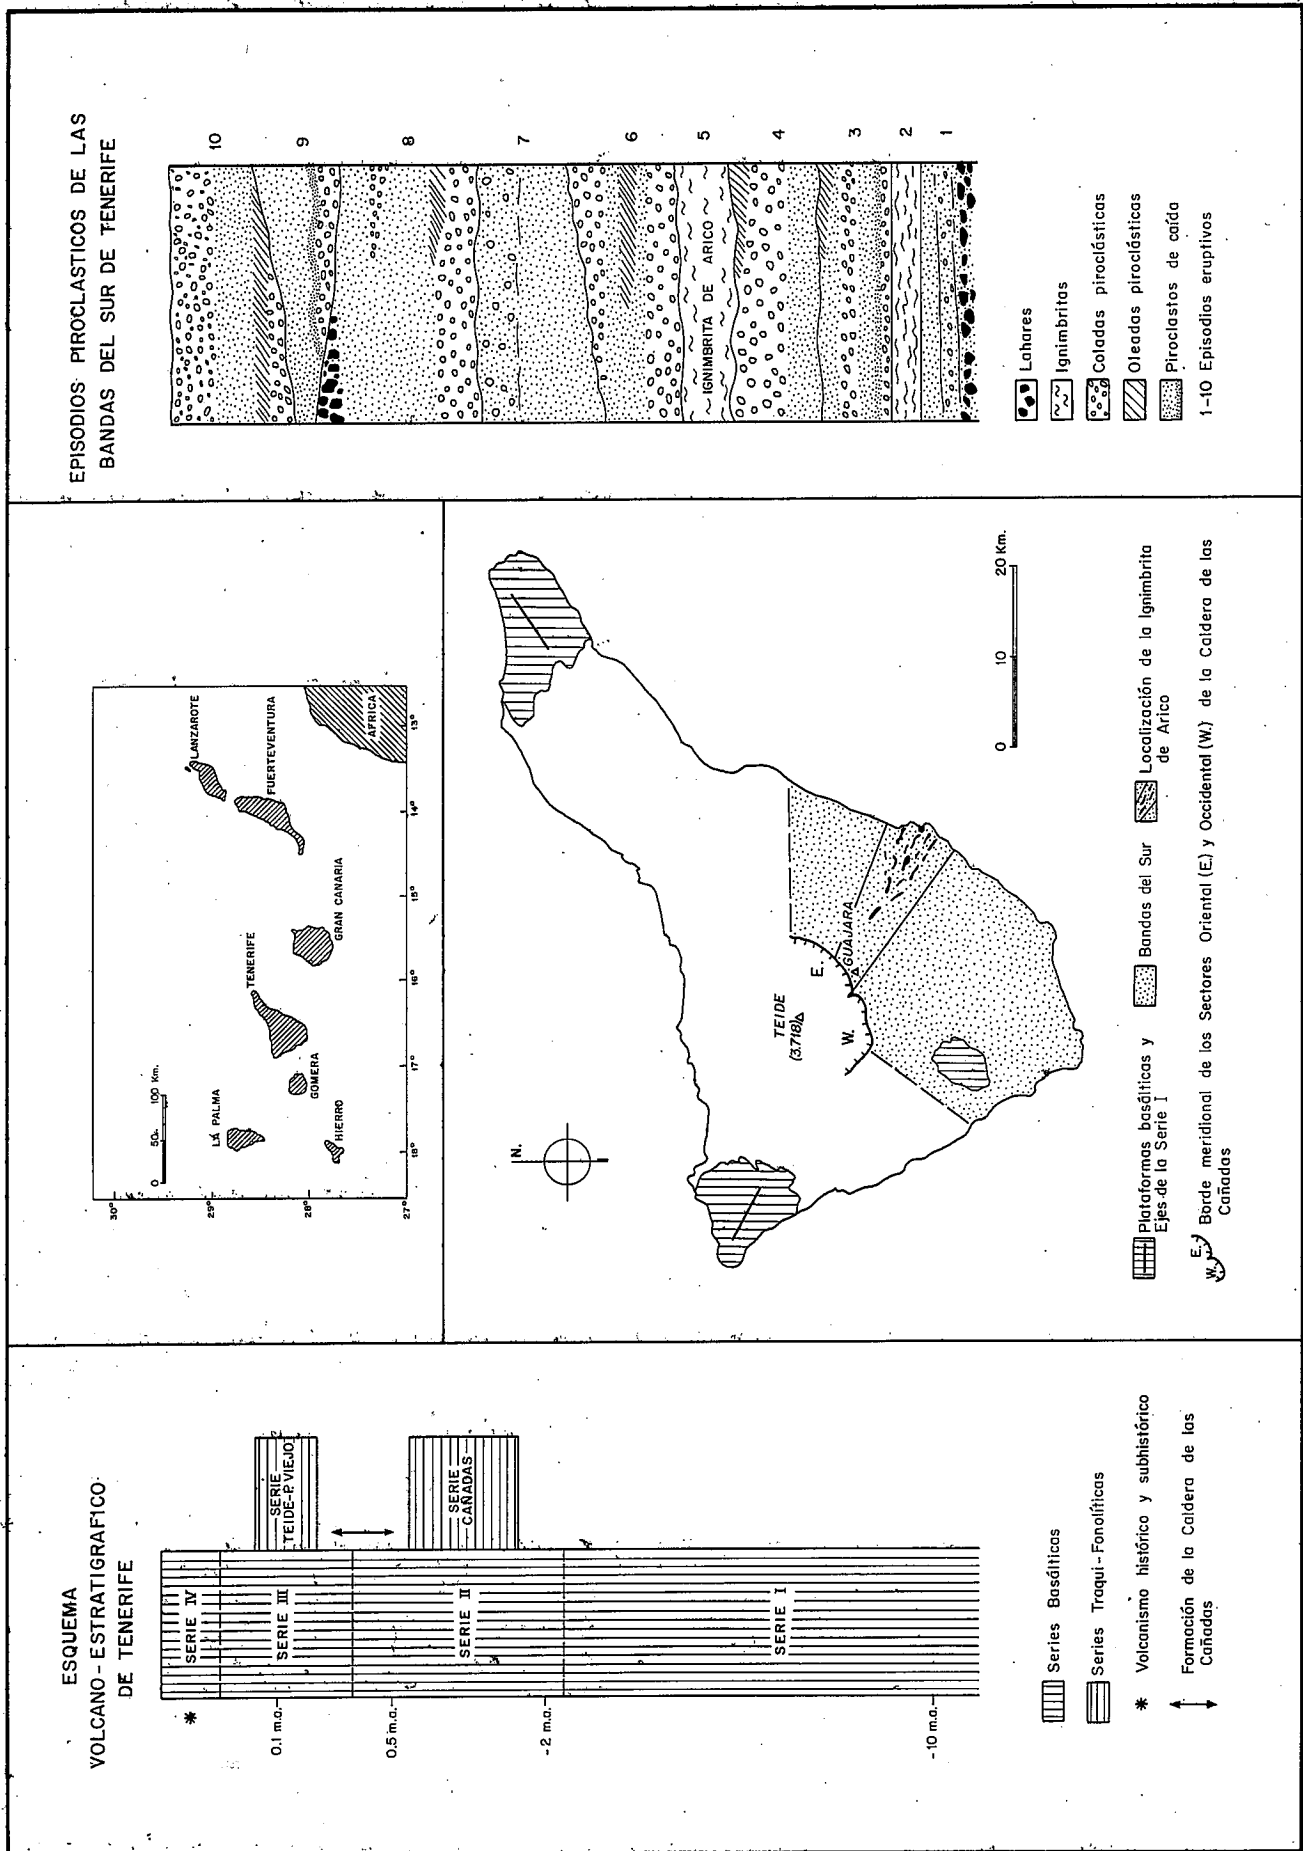 ESQUEMA
VOLCANO-ESTRATIGRAFICO
DE TENERIFE
SERIE IV
SERIE III
SERIE II
SERIE I
SERIE
TEIDE-P.VIEJO
SERIE
CAÑADAS
*
0.1 m.a.
0.5 m.a.
-2 m.a.
-10 m.a.
Series Basálticas
Series Traqui-Fonolíticas
* Volcanismo histórico y subhistórico
Formación de la Caldera de las
Cañadas
30°
29°
28°
27°
18°
17°
16°
15°
14°
13°
0 50 100 Km.
LA PALMA
HIERRO
GOMERA
TENERIFE
GRAN CANARIA
FUERTEVENTURA
LANZAROTE
AFRICA
N.
TEIDE
(3.718)
W.
E.
GUAJARA
0 10 20 Km.
Plataformas basálticas y
Ejes de la Serie I
Bandas del Sur
Localización de la Ignimbrita
de Arico
W. E.
Borde meridional de los Sectores Oriental (E.) y Occidental (W.) de la Caldera de las
Cañadas
EPISODIOS PIROCLASTICOS DE LAS
BANDAS DEL SUR DE TENERIFE
10
9
8
7
6
5
4
3
2
1
IGNIMBRITA DE ARICO
Lahares
Ignimbritas
Coladas piroclásticas
Oleadas piroclásticas
Piroclastos de caída
1-10 Episodios eruptivos